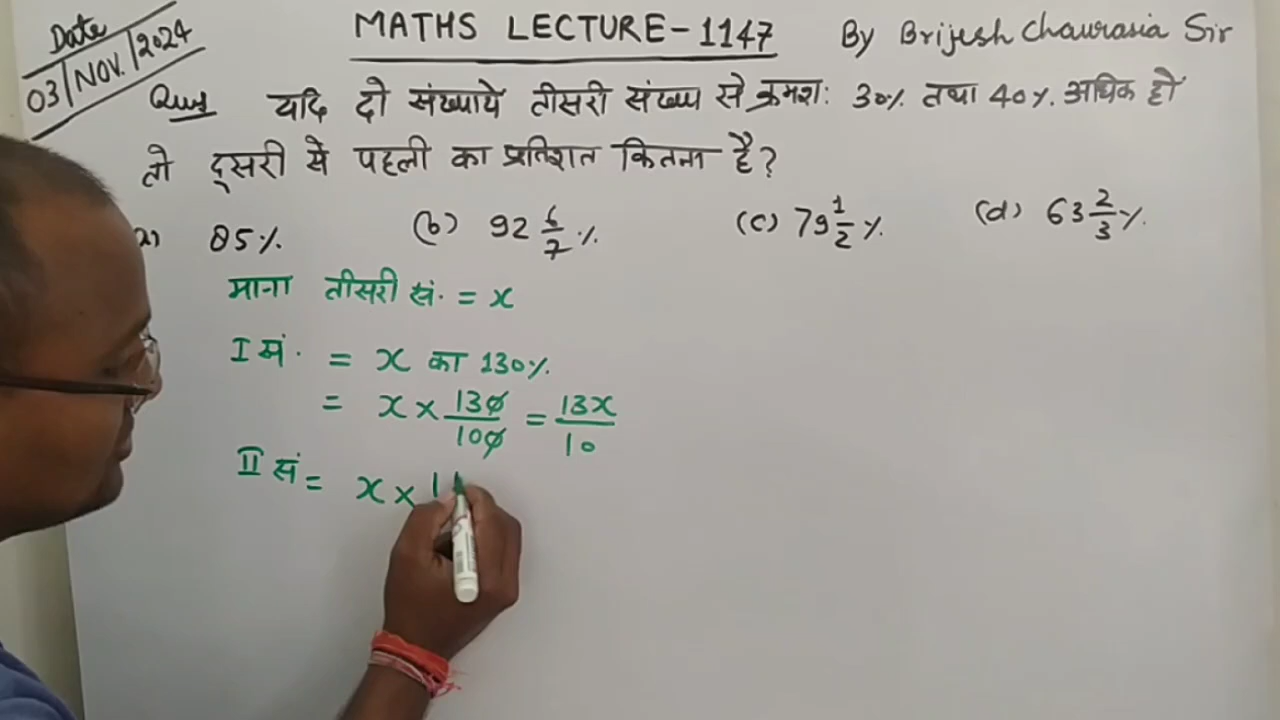 Date
03/NOV./2024
MATHS LECTURE-1147
By Brijesh Chaurasia Sir
Ques यदि दो संख्यायें तीसरी संख्या से क्रमशः 30% तथा 40% अधिक हो
तो दूसरी से पहली का प्रतिशत कितना है?
a) 85% (b) 92 6/7 % (c) 79 1/2 % (d) 63 2/3 %
माना तीसरी सं. = x
I सं. = x का 130%
= x × 130/100 = 13x/10
II सं = x × 1